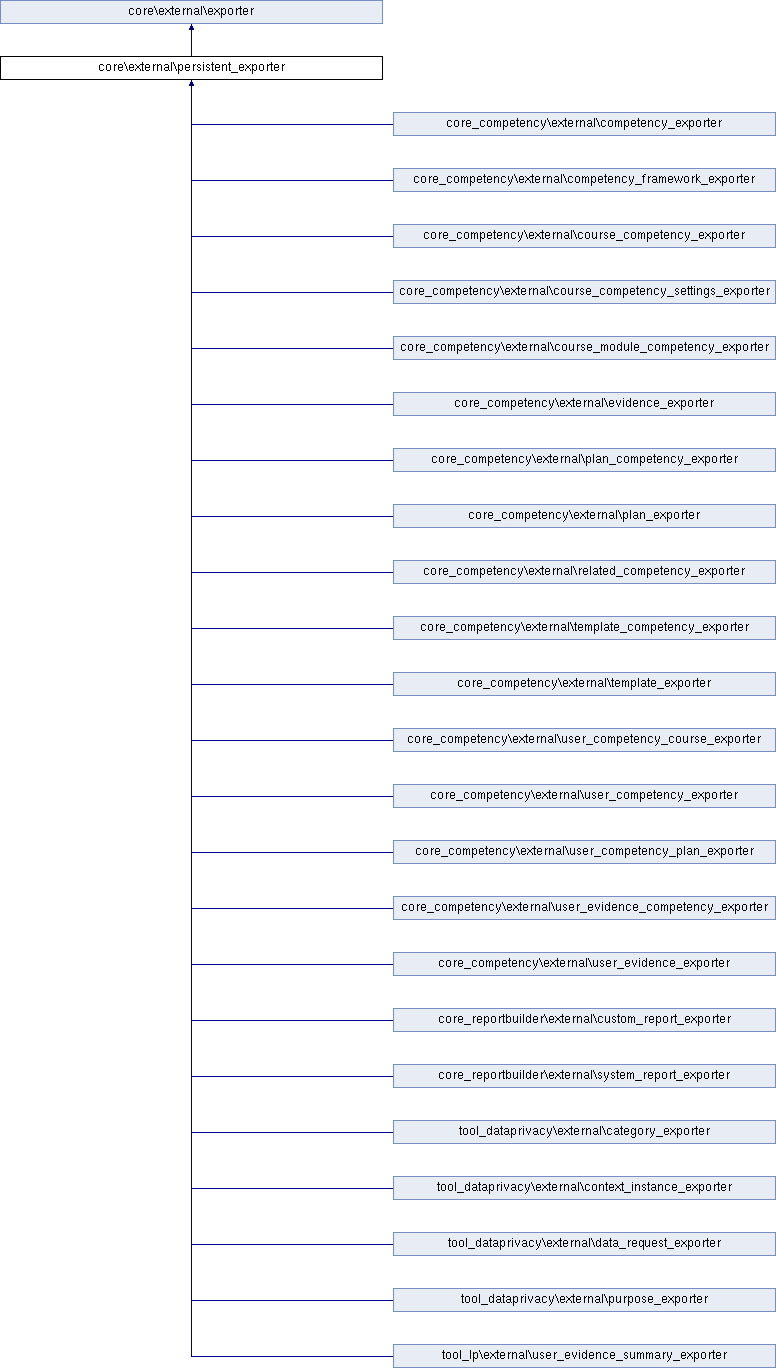 core\external\exporter
core\external\persistent_exporter
core_competency\external\competency_exporter
core_competency\external\competency_framework_exporter
core_competency\external\course_competency_exporter
core_competency\external\course_competency_settings_exporter
core_competency\external\course_module_competency_exporter
core_competency\external\evidence_exporter
core_competency\external\plan_competency_exporter
core_competency\external\plan_exporter
core_competency\external\related_competency_exporter
core_competency\external\template_competency_exporter
core_competency\external\template_exporter
core_competency\external\user_competency_course_exporter
core_competency\external\user_competency_exporter
core_competency\external\user_competency_plan_exporter
core_competency\external\user_evidence_competency_exporter
core_competency\external\user_evidence_exporter
core_reportbuilder\external\custom_report_exporter
core_reportbuilder\external\system_report_exporter
tool_dataprivacy\external\category_exporter
tool_dataprivacy\external\context_instance_exporter
tool_dataprivacy\external\data_request_exporter
tool_dataprivacy\external\purpose_exporter
tool_lp\external\user_evidence_summary_exporter